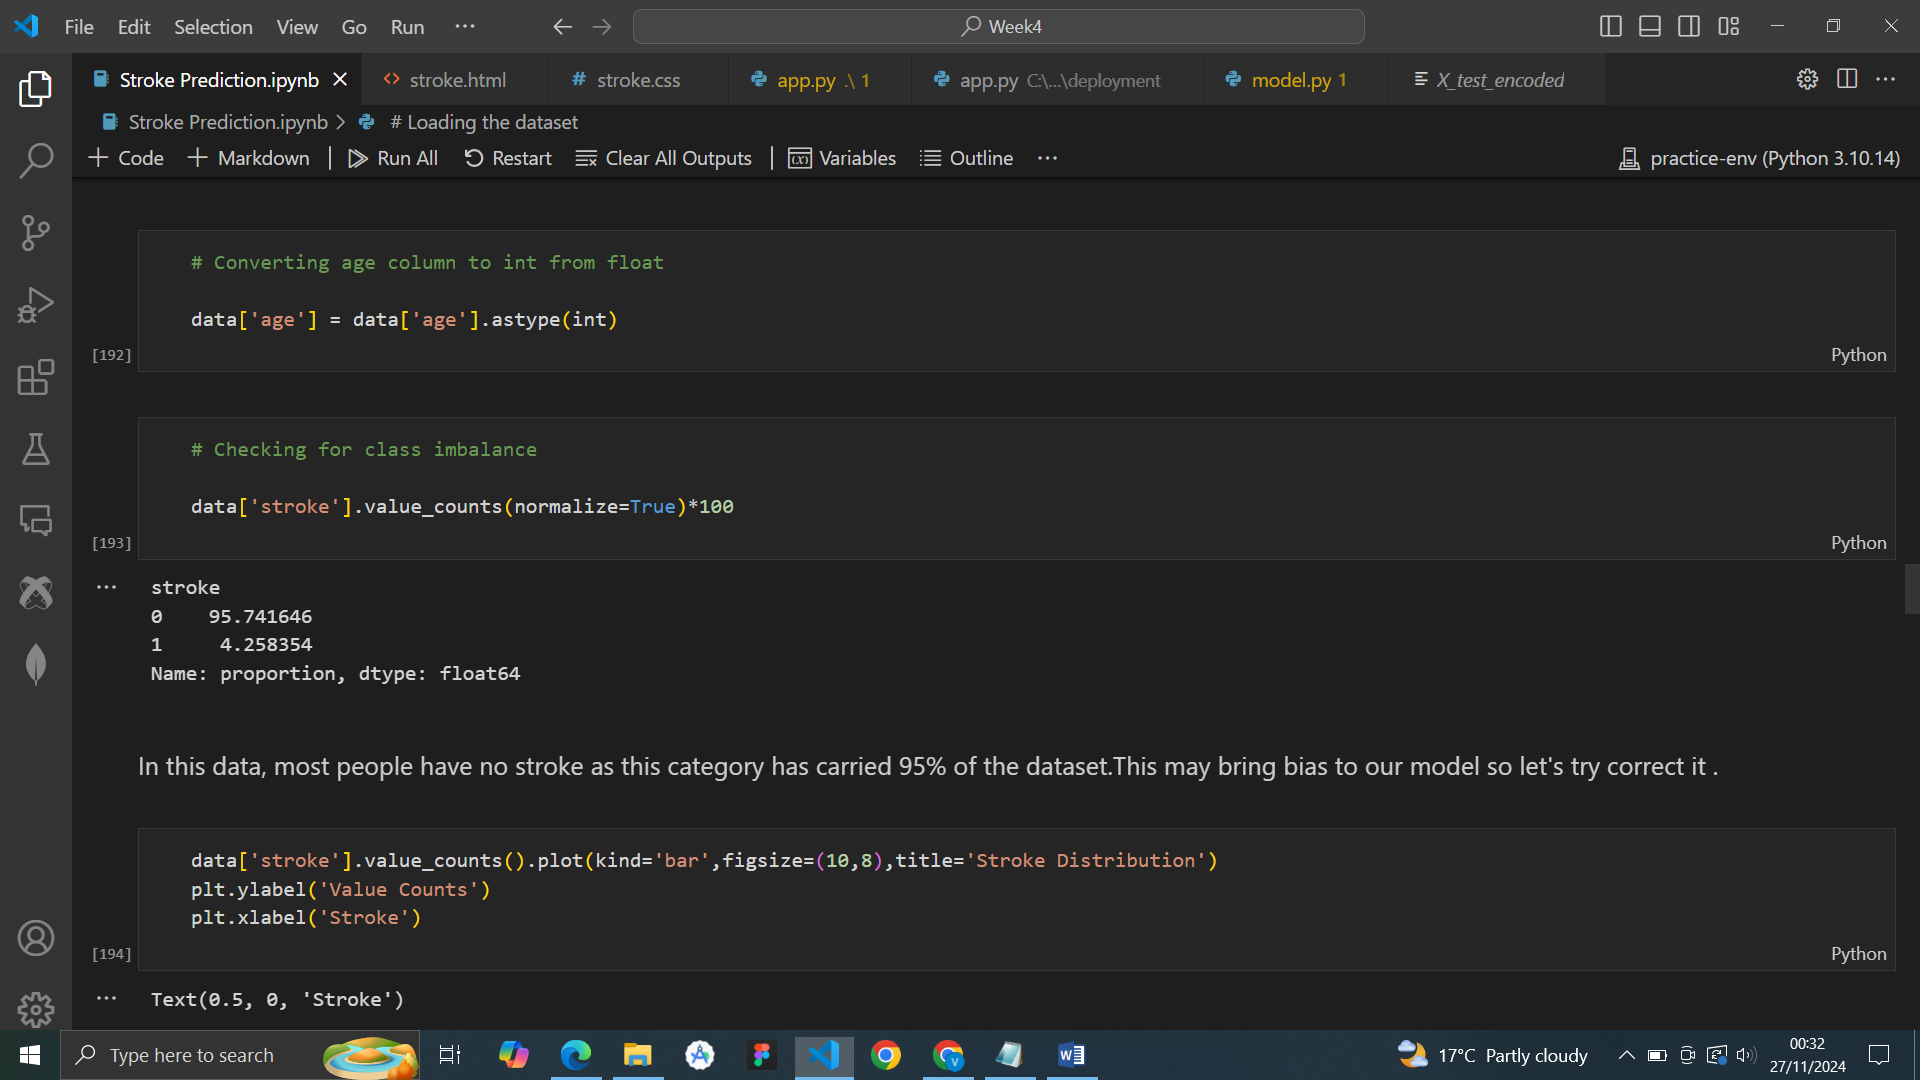 File Edit Selection View Go Run ··· Week4
Stroke Prediction.ipynb stroke.html # stroke.css app.py .\ 1 app.py C:\...\deployment model.py 1 X_test_encoded
Stroke Prediction.ipynb > # Loading the dataset
+ Code + Markdown | Run All Restart Clear All Outputs | Variables Outline ··· practice-env (Python 3.10.14)
# Converting age column to int from float
data['age'] = data['age'].astype(int)
[192] Python
# Checking for class imbalance
data['stroke'].value_counts(normalize=True)*100
[193] Python
stroke
0 95.741646
1 4.258354
Name: proportion, dtype: float64
In this data, most people have no stroke as this category has carried 95% of the dataset.This may bring bias to our model so let's try correct it .
data['stroke'].value_counts().plot(kind='bar',figsize=(10,8),title='Stroke Distribution')
plt.ylabel('Value Counts')
plt.xlabel('Stroke')
[194] Python
Text(0.5, 0, 'Stroke')
Type here to search 17°C Partly cloudy 00:32
27/11/2024